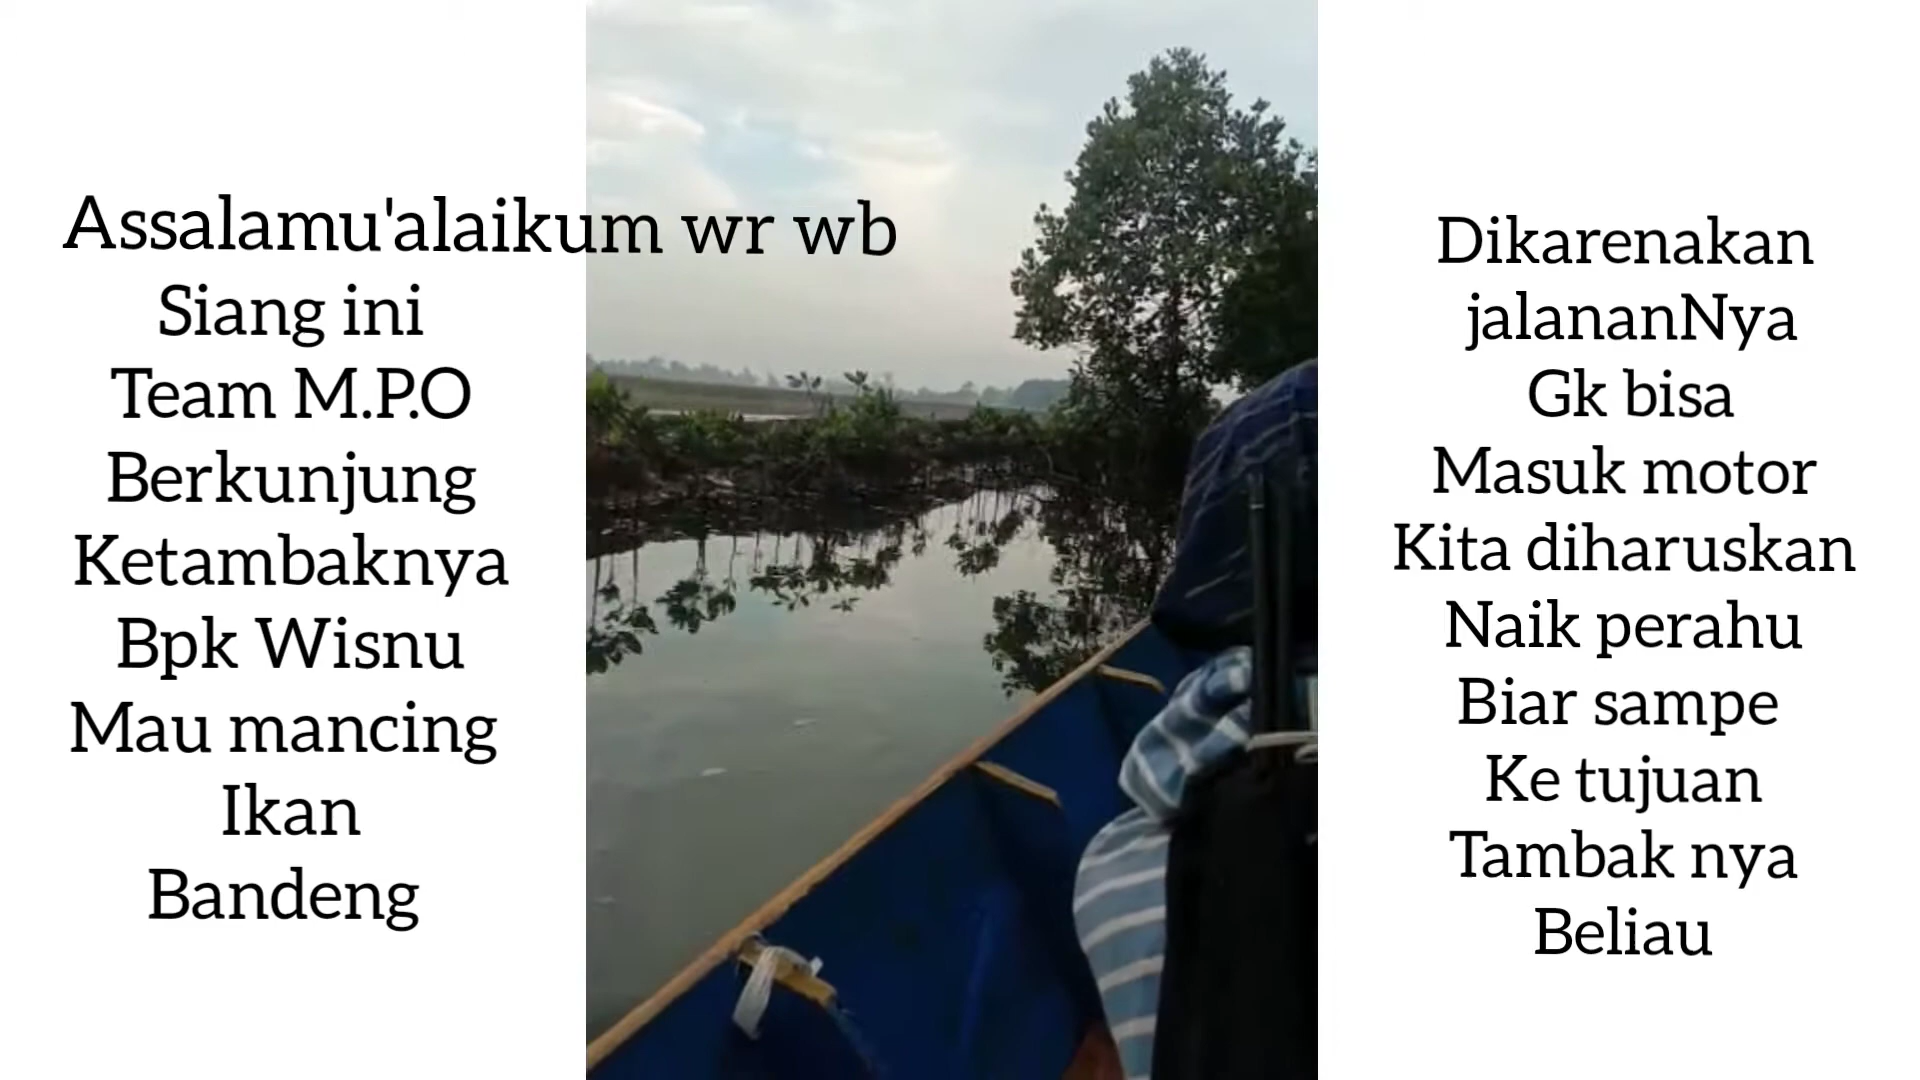 Assalamu'alaikum wr wb
Siang ini
Team M.P.O
Berkunjung
Ketambaknya
Bpk Wisnu
Mau mancing
Ikan
Bandeng
Dikarenakan
jalananNya
Gk bisa
Masuk motor
Kita diharuskan
Naik perahu
Biar sampe
Ke tujuan
Tambak nya
Beliau